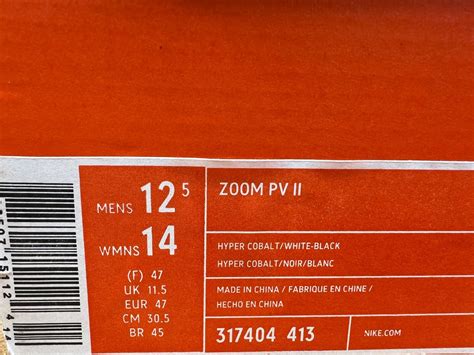 MENS 12 5
WMNS 14
(F) 47
UK 11.5
EUR 47
CM 30.5
BR 45
ZOOM PV II
HYPER COBALT/WHITE-BLACK
HYPER COBALT/NOIR/BLANC
MADE IN CHINA / FABRIQUE EN CHINE /
HECHO EN CHINA
317404 413
NIKE.COM